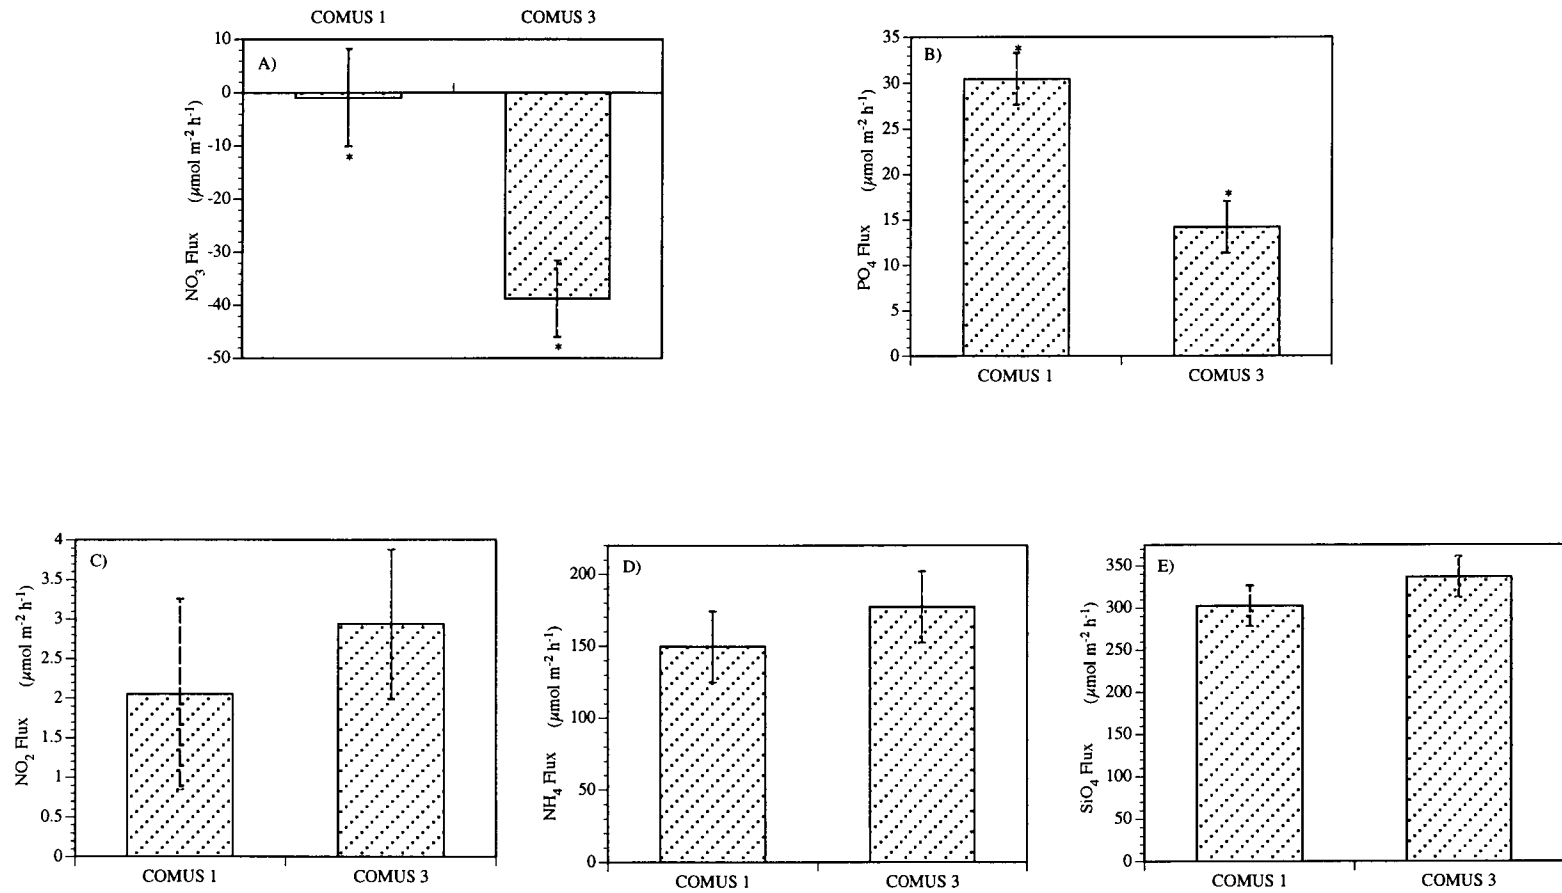 COMUS 1 COMUS 3
A)
10
0
-10
-20
-30
-40
-50
NO3 Flux (µmol m-2 h-1)
*
*
B)
35
30
25
20
15
10
5
0
PO4 Flux (µmol m-2 h-1)
*
*
COMUS 1 COMUS 3
C)
4
3.5
3
2.5
2
1.5
1
0.5
0
NO2 Flux (µmol m-2 h-1)
COMUS 1 COMUS 3
D)
200
150
100
50
0
NH4 Flux (µmol m-2 h-1)
COMUS 1 COMUS 3
E)
350
300
250
200
150
100
50
0
SiO4 Flux (µmol m-2 h-1)
COMUS 1 COMUS 3